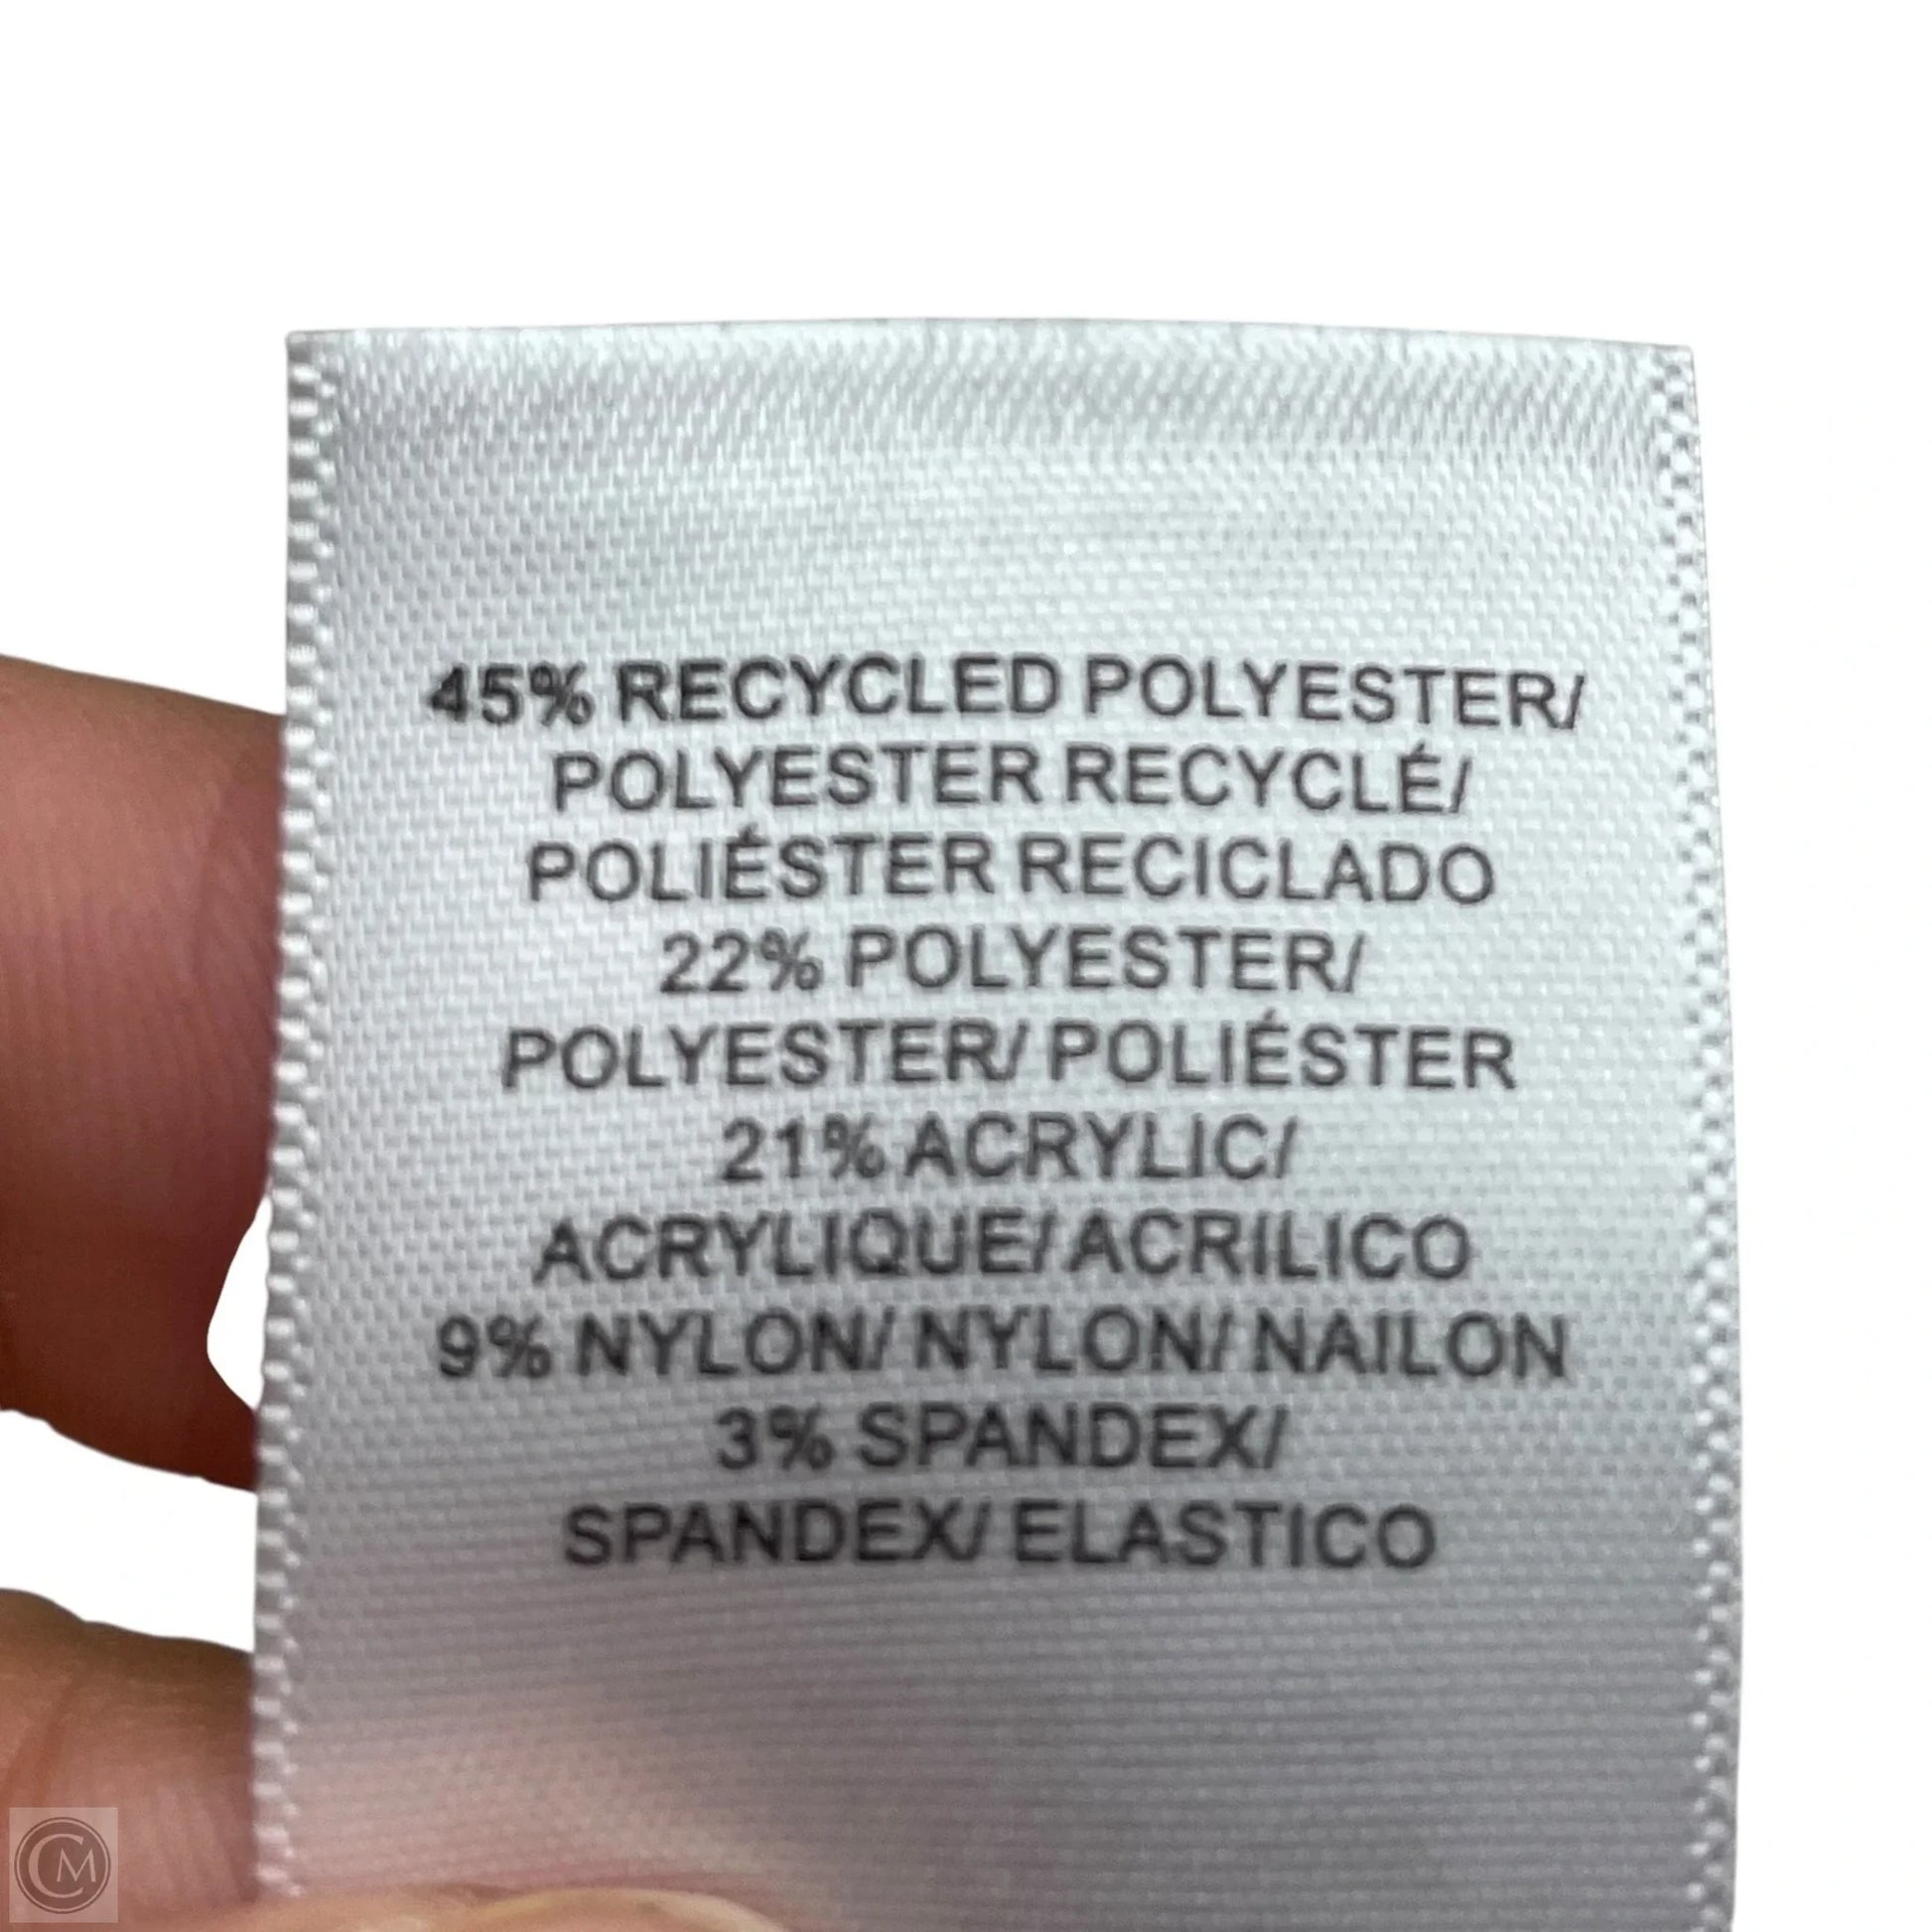 45% RECYCLED POLYESTER/
POLYESTER RECYCLÉ/
POLIÉSTER RECICLADO
22% POLYESTER/
POLYESTER/ POLIÉSTER
21% ACRYLIC/
ACRYLIQUE/ ACRILICO
9% NYLON/ NYLON/ NAILON
3% SPANDEX/
SPANDEX/ ELASTICO
CM